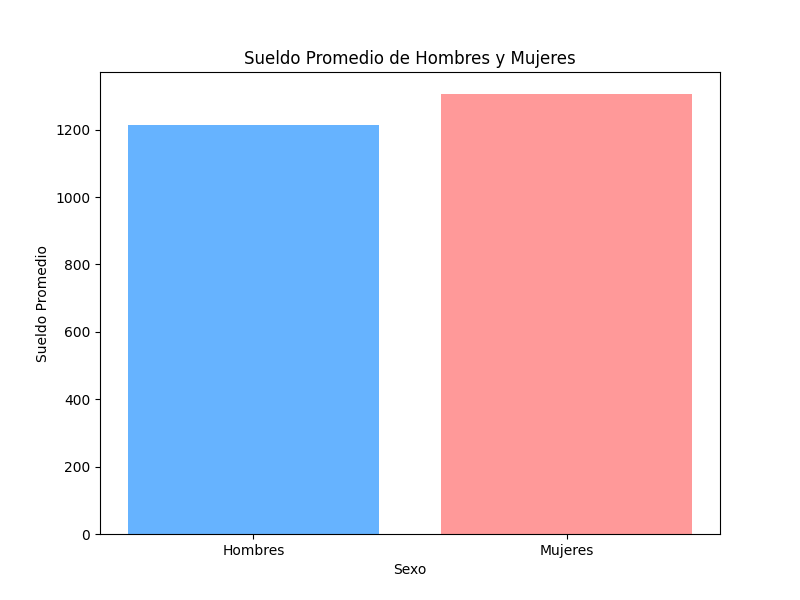 Sueldo Promedio de Hombres y Mujeres
1200
1000
800
600
400
200
0
Sueldo Promedio
Hombres
Mujeres
Sexo